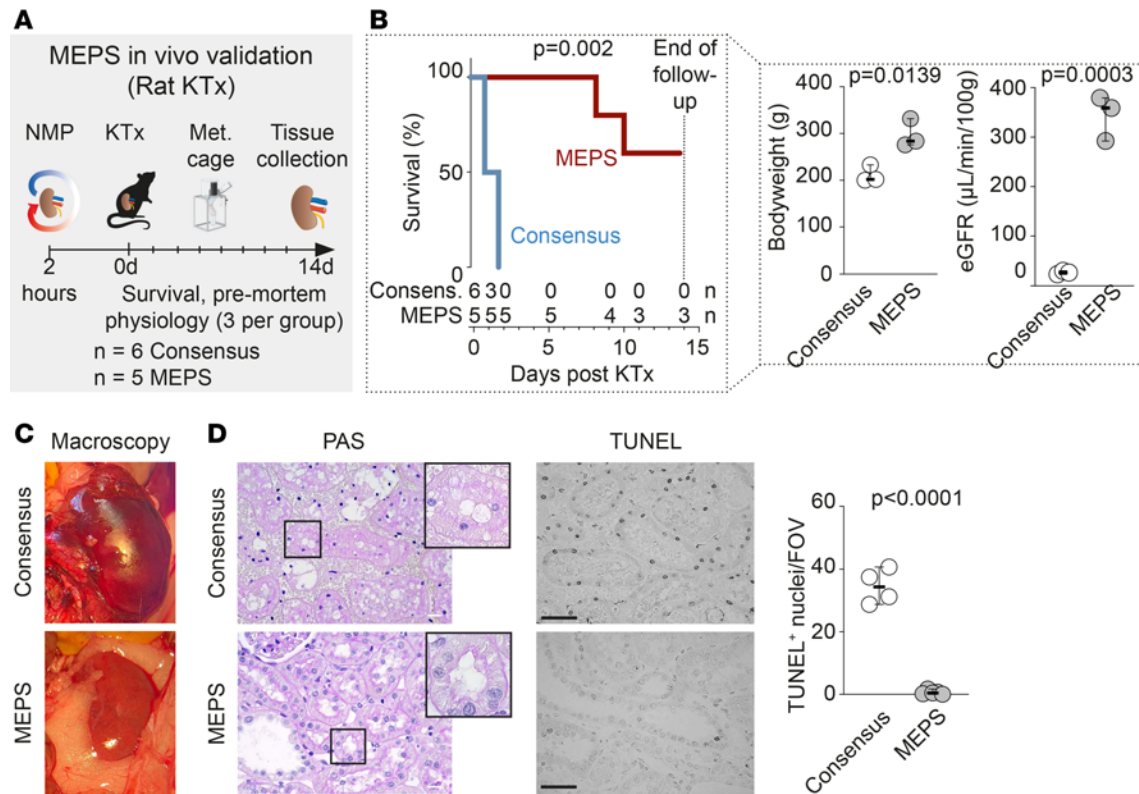 A
MEPS in vivo validation
(Rat KTx)
NMP KTx Met. cage Tissue collection
2 hours 0d 14d
Survival, pre-mortem
physiology (3 per group)
n = 6 Consensus
n = 5 MEPS
B
p=0.002
End of
follow-
up
Survival (%)
100
50
0
MEPS
Consensus
Consens. 6 3 0 0 0 0 0 n
MEPS 5 5 5 5 4 3 3 n
0 5 10 15
Days post KTx
p=0.0139
Bodyweight (g)
400
300
200
100
0
Consensus MEPS
p=0.0003
eGFR (µL/min/100g)
400
300
200
100
0
Consensus MEPS
C
Macroscopy
Consensus
MEPS
D
PAS
TUNEL
Consensus
MEPS
p<0.0001
TUNEL⁺ nuclei/FOV
60
40
20
0
Consensus MEPS